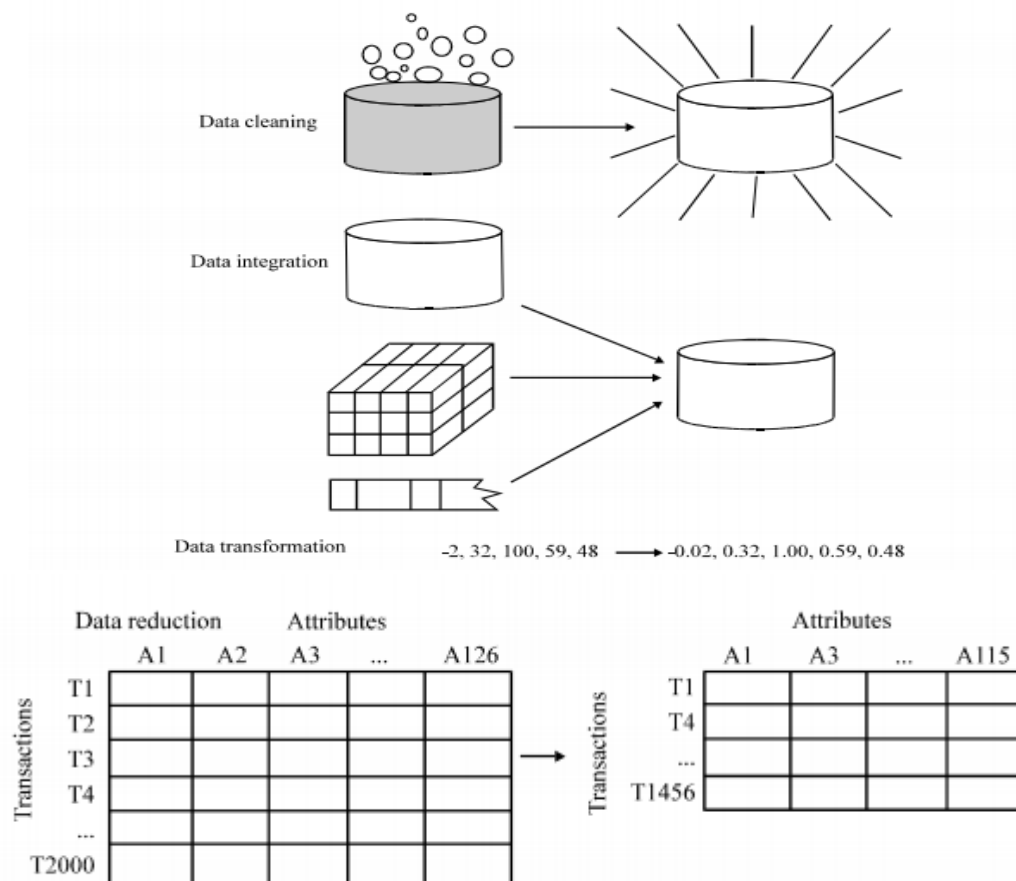 Data cleaning
Data integration
Data transformation -2, 32, 100, 59, 48 -0.02, 0.32, 1.00, 0.59, 0.48
Data reduction Attributes
A1 A2 A3 ... A126
Transactions
T1
T2
T3
T4
...
T2000
Attributes
A1 A3 ... A115
Transactions
T1
T4
...
T1456